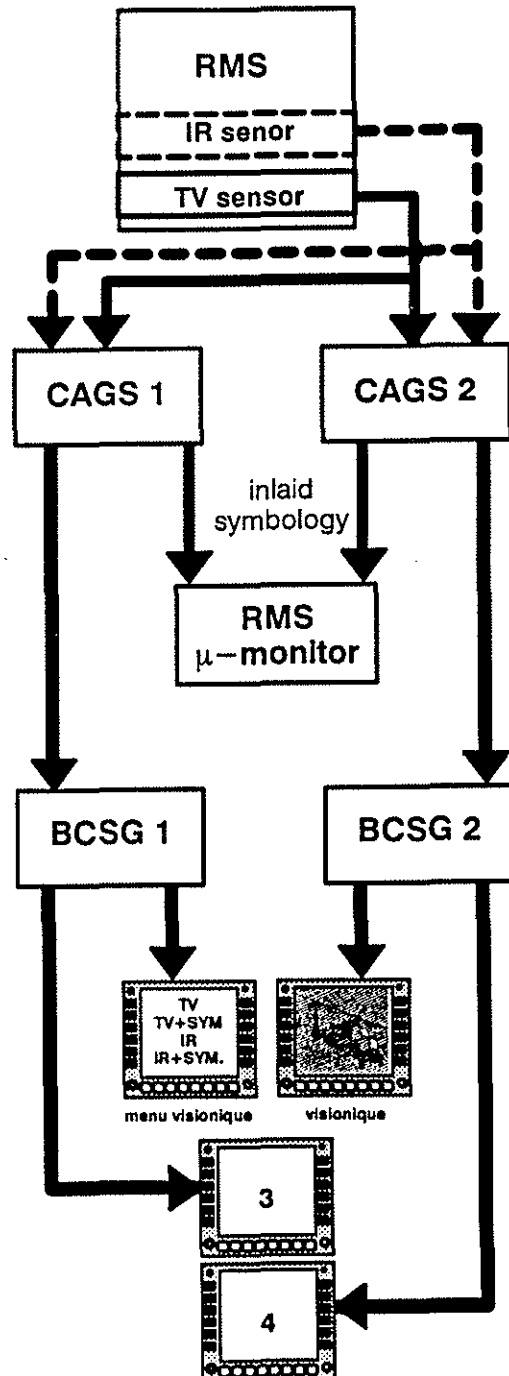 RMS
IR senor
TV sensor
CAGS 1
CAGS 2
inlaid
symbology
RMS
μ-monitor
BCSG 1
BCSG 2
TV
TV+SYM
IR
IR+SYM.
menu visionique
visionique
3
4